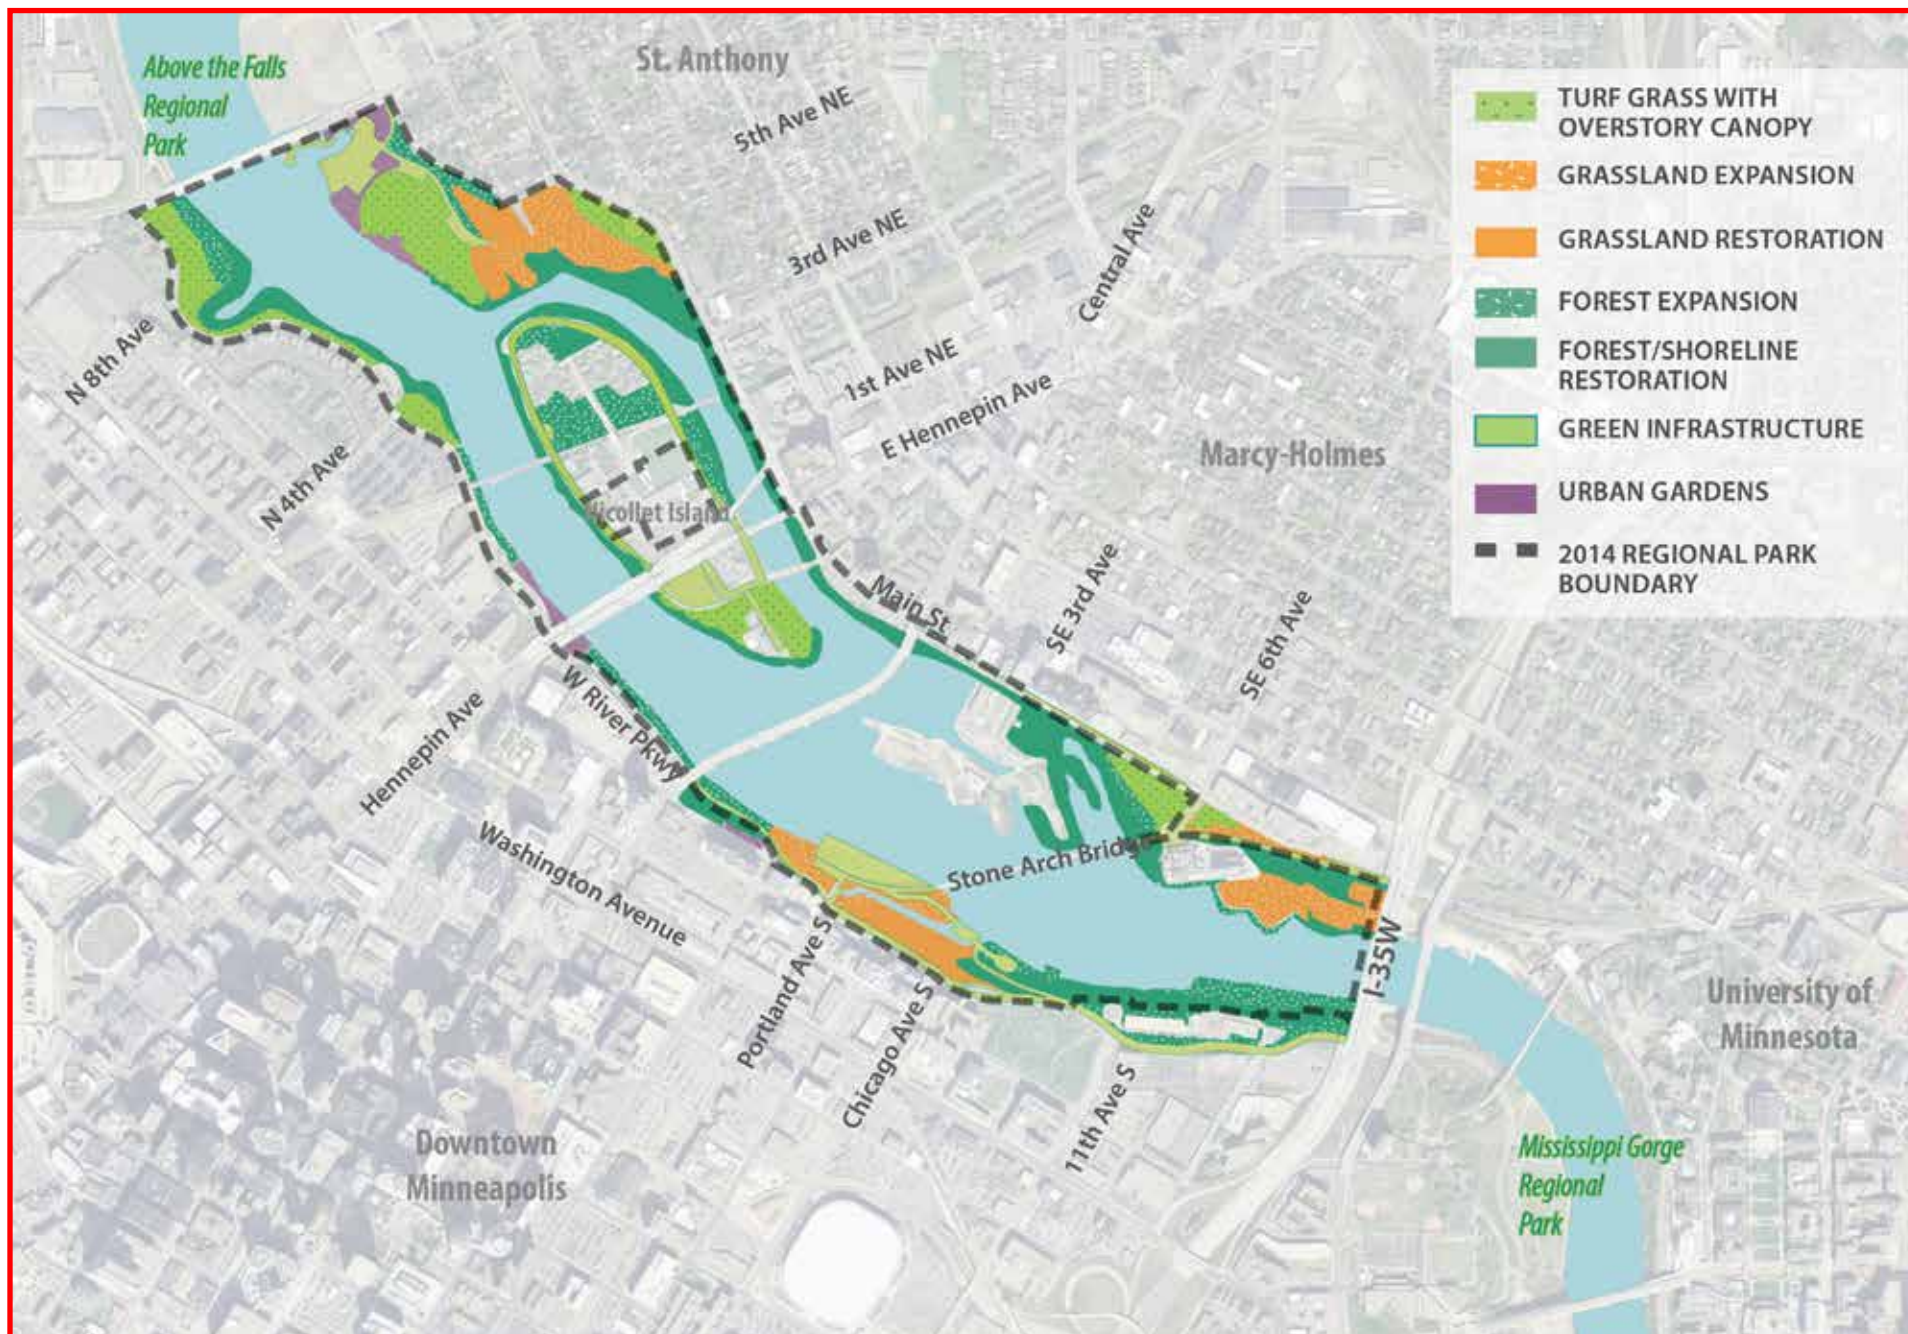 Above the Falls
Regional
Park
St. Anthony
5th Ave NE
3rd Ave NE
Central Ave
1st Ave NE
E Hennepin Ave
N 8th Ave
N 4th Ave
Nicollet Island
Marcy-Holmes
Main St
SE 3rd Ave
SE 6th Ave
W River Pkwy
Hennepin Ave
Washington Avenue
Stone Arch Bridge
Portland Ave S
Chicago Ave S
11th Ave S
I-35W
University of
Minnesota
Downtown
Minneapolis
Mississippi Gorge
Regional
Park
TURF GRASS WITH
OVERSTORY CANOPY
GRASSLAND EXPANSION
GRASSLAND RESTORATION
FOREST EXPANSION
FOREST/SHORELINE
RESTORATION
GREEN INFRASTRUCTURE
URBAN GARDENS
2014 REGIONAL PARK
BOUNDARY